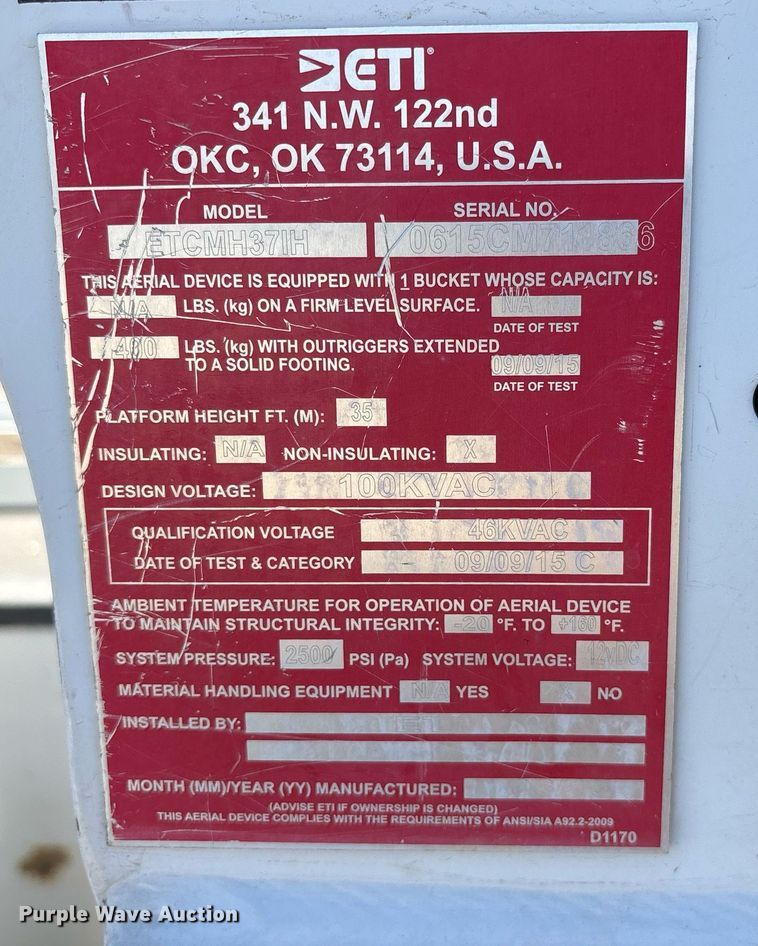 ETI®
341 N.W. 122nd
OKC, OK 73114, U.S.A.
MODEL SERIAL NO.
ETCMH37IH
THIS AERIAL DEVICE IS EQUIPPED WITH 1 BUCKET WHOSE CAPACITY IS:
N/A LBS. (kg) ON A FIRM LEVEL SURFACE. N/A
DATE OF TEST
480 LBS. (kg) WITH OUTRIGGERS EXTENDED
TO A SOLID FOOTING. 09/09/15
DATE OF TEST
PLATFORM HEIGHT FT. (M): 35
INSULATING: N/A NON-INSULATING: X
DESIGN VOLTAGE: 100KVAC
QUALIFICATION VOLTAGE 46KVAC
DATE OF TEST & CATEGORY 09/09/15 C
AMBIENT TEMPERATURE FOR OPERATION OF AERIAL DEVICE
TO MAINTAIN STRUCTURAL INTEGRITY: -20 °F. TO +160 °F.
SYSTEM PRESSURE: 2500 PSI (Pa) SYSTEM VOLTAGE: 12vDC
MATERIAL HANDLING EQUIPMENT N/A YES NO
INSTALLED BY: ETI
MONTH (MM)/YEAR (YY) MANUFACTURED:
(ADVISE ETI IF OWNERSHIP IS CHANGED)
THIS AERIAL DEVICE COMPLIES WITH THE REQUIREMENTS OF ANSI/SIA A92.2-2009
D1170
Purple Wave Auction